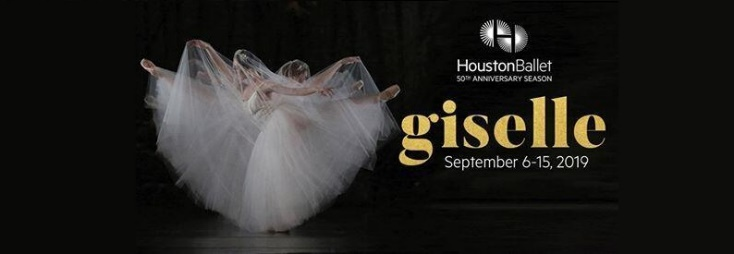 HoustonBallet
50TH ANNIVERSARY SEASON
giselle
September 6-15, 2019